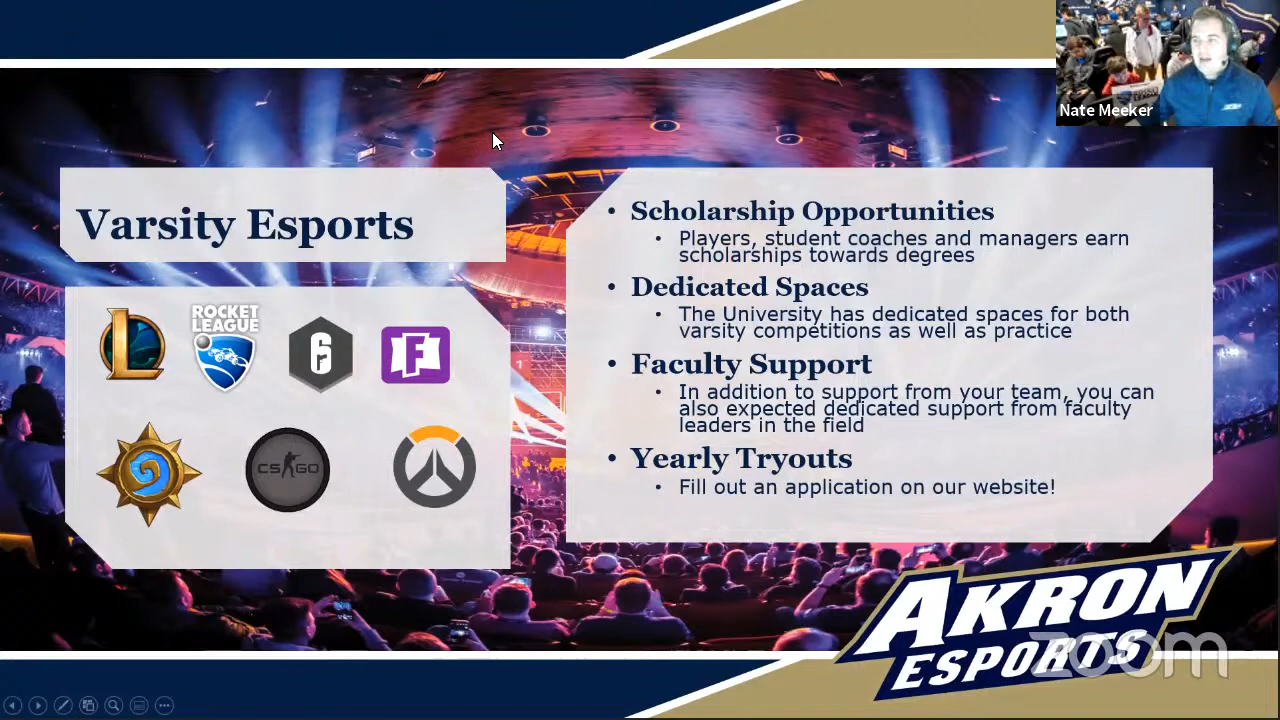 Nate Meeker
Varsity Esports
ROCKET
LEAGUE
6
F
CS GO
• Scholarship Opportunities
• Players, student coaches and managers earn
scholarships towards degrees
• Dedicated Spaces
• The University has dedicated spaces for both
varsity competitions as well as practice
• Faculty Support
• In addition to support from your team, you can
also expected dedicated support from faculty
leaders in the field
• Yearly Tryouts
• Fill out an application on our website!
AKRON
ESPORTS
zoom